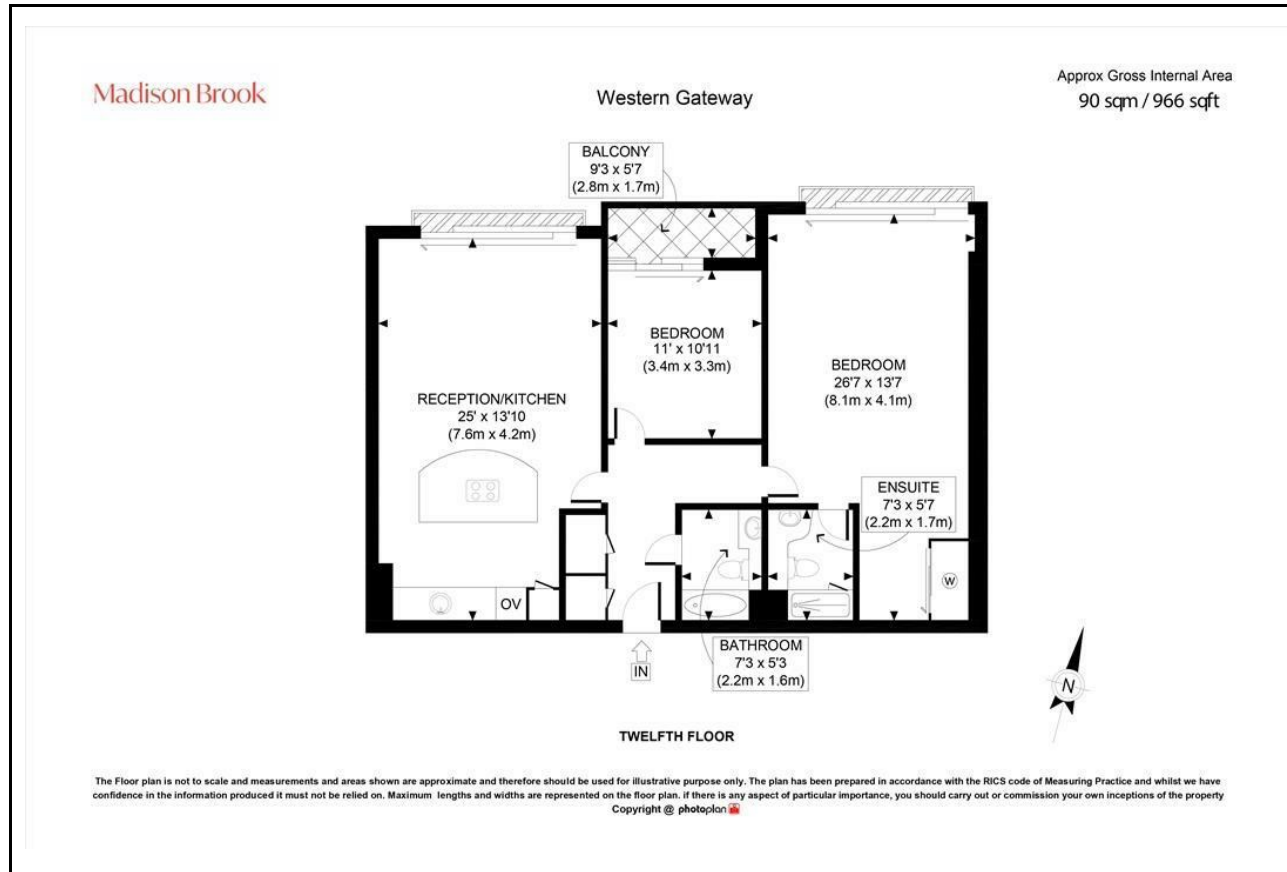 Madison Brook
Western Gateway
Approx Gross Internal Area
90 sqm / 966 sqft
BALCONY
9'3 x 5'7
(2.8m x 1.7m)
BEDROOM
11' x 10'11
(3.4m x 3.3m)
BEDROOM
26'7 x 13'7
(8.1m x 4.1m)
RECEPTION/KITCHEN
25' x 13'10
(7.6m x 4.2m)
ENSUITE
7'3 x 5'7
(2.2m x 1.7m)
W
OV
BATHROOM
7'3 x 5'3
(2.2m x 1.6m)
IN
N
TWELFTH FLOOR
The Floor plan is not to scale and measurements and areas shown are approximate and therefore should be used for illustrative purpose only. The plan has been prepared in accordance with the RICS code of Measuring Practice and whilst we have
confidence in the information produced it must not be relied on. Maximum lengths and widths are represented on the floor plan. if there is any aspect of particular importance, you should carry out or commission your own inceptions of the property
Copyright @ photoplan